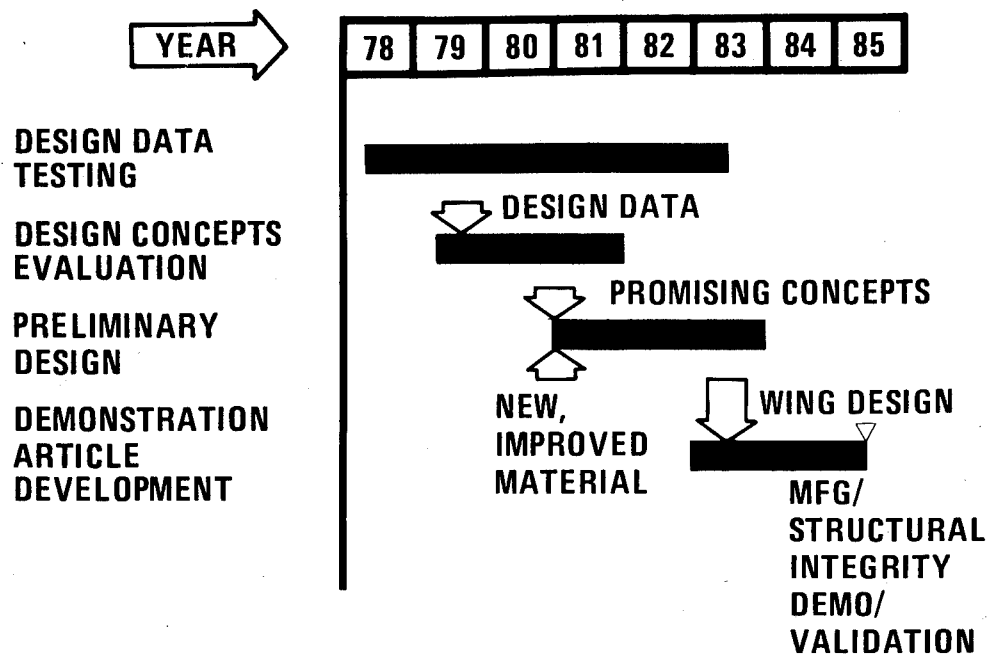 YEAR
78 79 80 81 82 83 84 85
DESIGN DATA
TESTING
DESIGN DATA
DESIGN CONCEPTS
EVALUATION
PROMISING CONCEPTS
PRELIMINARY
DESIGN
NEW,
IMPROVED
MATERIAL
WING DESIGN
DEMONSTRATION
ARTICLE
DEVELOPMENT
MFG/
STRUCTURAL
INTEGRITY
DEMO/
VALIDATION